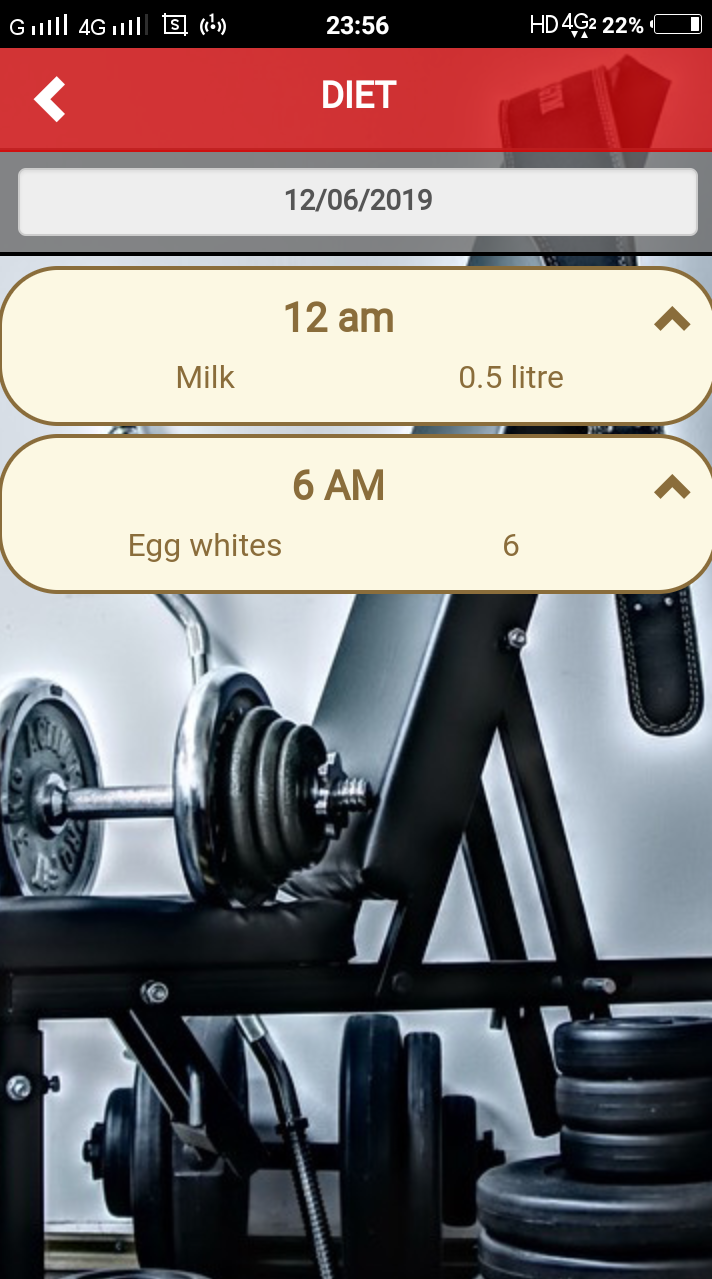 G 4G S 1 23:56 HD 4G2 22%
DIET
12/06/2019
12 am
Milk 0.5 litre
6 AM
Egg whites 6